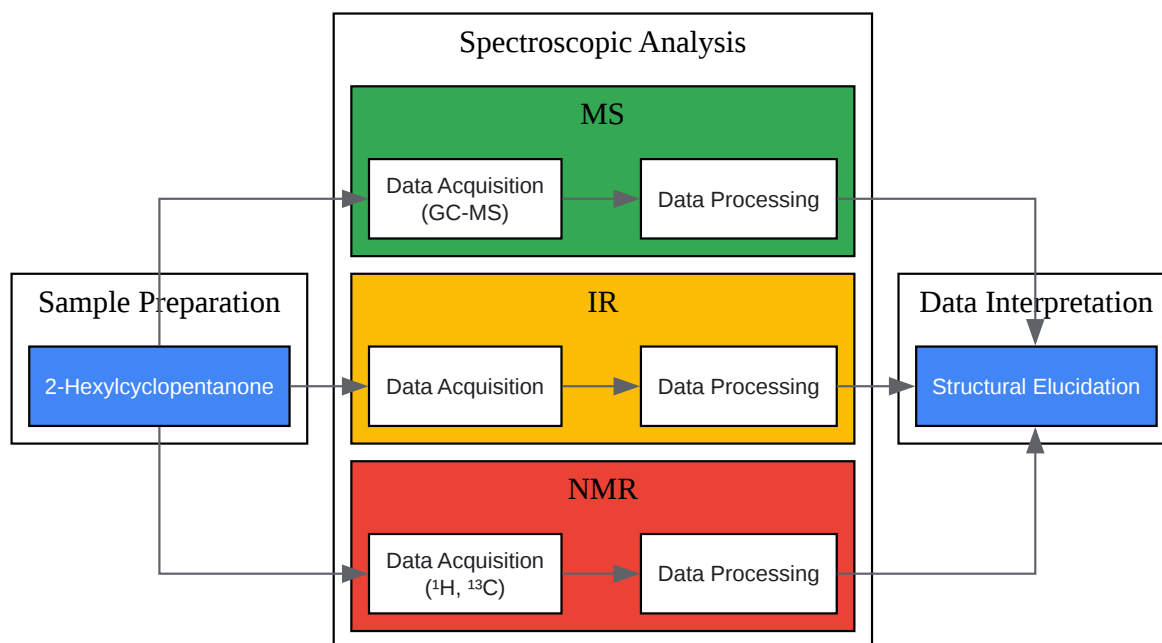 Spectroscopic Analysis
MS
Data Acquisition
(GC-MS)
Data Processing
Sample Preparation
2-Hexylcyclopentanone
IR
Data Acquisition
Data Processing
Data Interpretation
Structural Elucidation
NMR
Data Acquisition
(¹H, ¹³C)
Data Processing